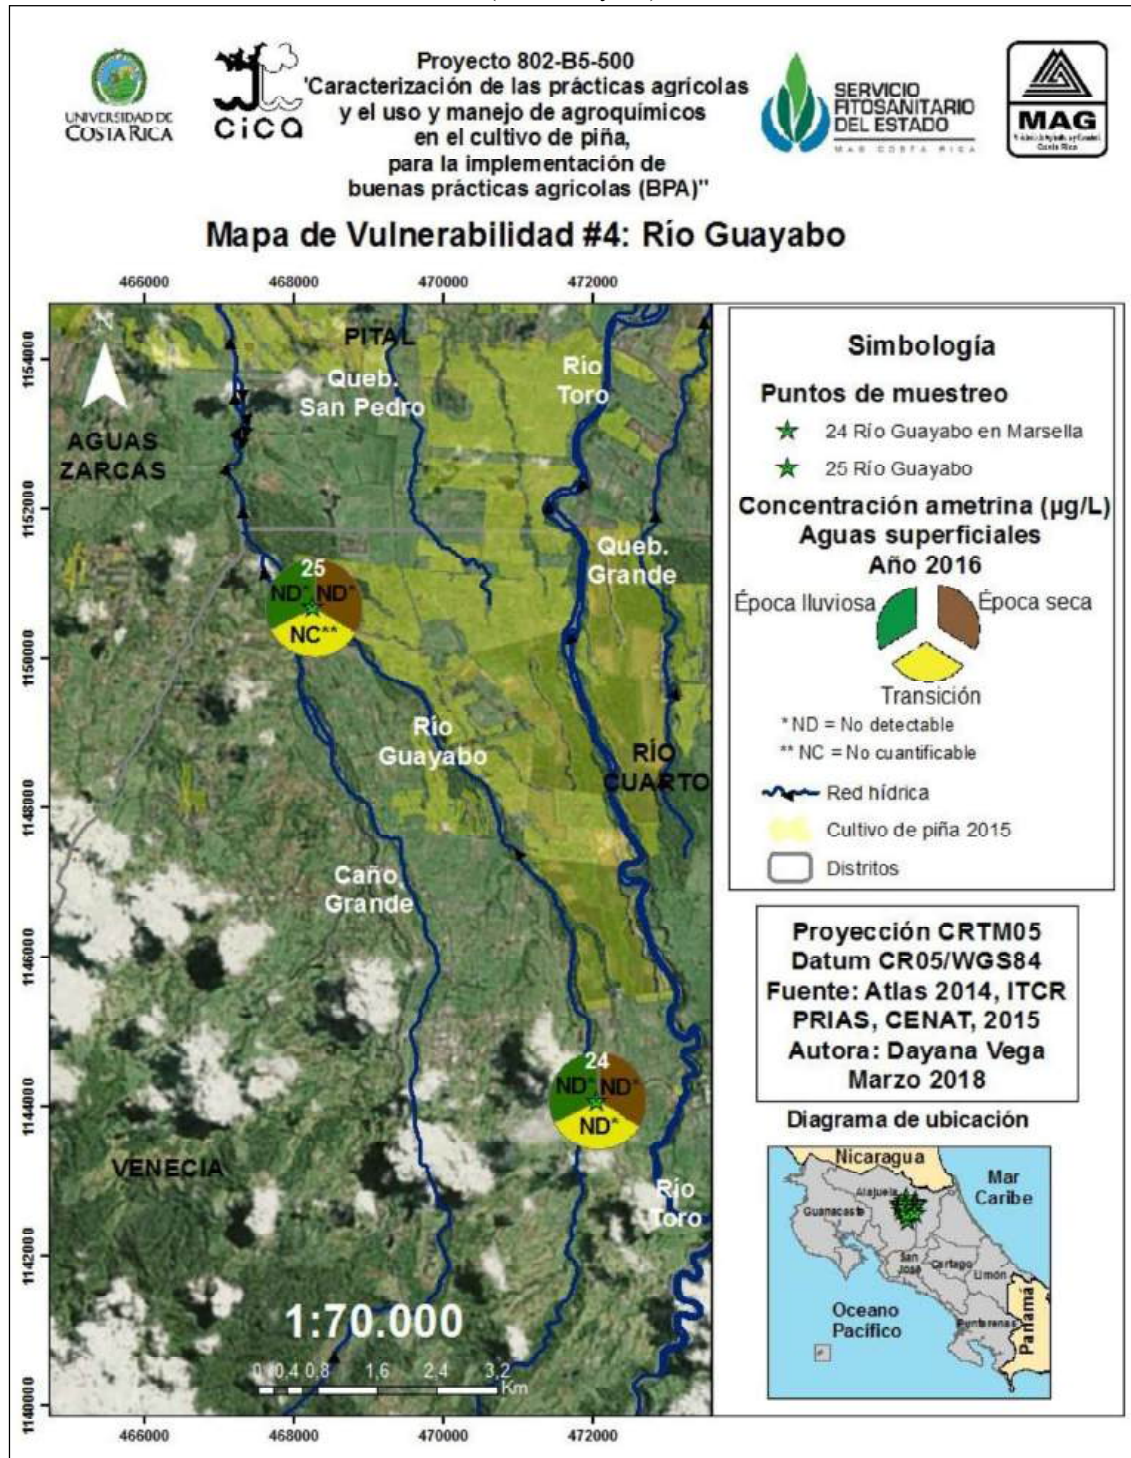 UNIVERSIDAD DE
COSTA RICA
cica
Proyecto 802-B5-500
"Caracterización de las prácticas agrícolas
y el uso y manejo de agroquímicos
en el cultivo de piña,
para la implementación de
buenas prácticas agrícolas (BPA)"
SERVICIO
FITOSANITARIO
DEL ESTADO
MAG COSTA RICA
MAG
Costa Rica
Mapa de Vulnerabilidad #4: Río Guayabo
466000 468000 470000 472000
1154000
1152000
1150000
1148000
1146000
1144000
1142000
1140000
N
PITAL
Queb.
San Pedro
Río
Toro
AGUAS
ZARCAS
Queb.
Grande
25
ND* ND*
NC**
Río
Guayabo
RÍO
CUARTO
Caño
Grande
24
ND* ND*
ND*
VENECIA
Río
Toro
1:70.000
0 0,4 0,8 1,6 2,4 3,2
Km
466000 468000 470000 472000
Simbología
Puntos de muestreo
24 Río Guayabo en Marsella
25 Río Guayabo
Concentración ametrina (µg/L)
Aguas superficiales
Año 2016
Época lluviosa
Época seca
Transición
* ND = No detectable
** NC = No cuantificable
Red hídrica
Cultivo de piña 2015
Distritos
Proyección CRTM05
Datum CR05/WGS84
Fuente: Atlas 2014, ITCR
PRIAS, CENAT, 2015
Autora: Dayana Vega
Marzo 2018
Diagrama de ubicación
Nicaragua
Mar
Caribe
Alajuela
Guanacaste
San
José
Cartago
Limón
Oceano
Pacífico
Puntarenas
Panamá